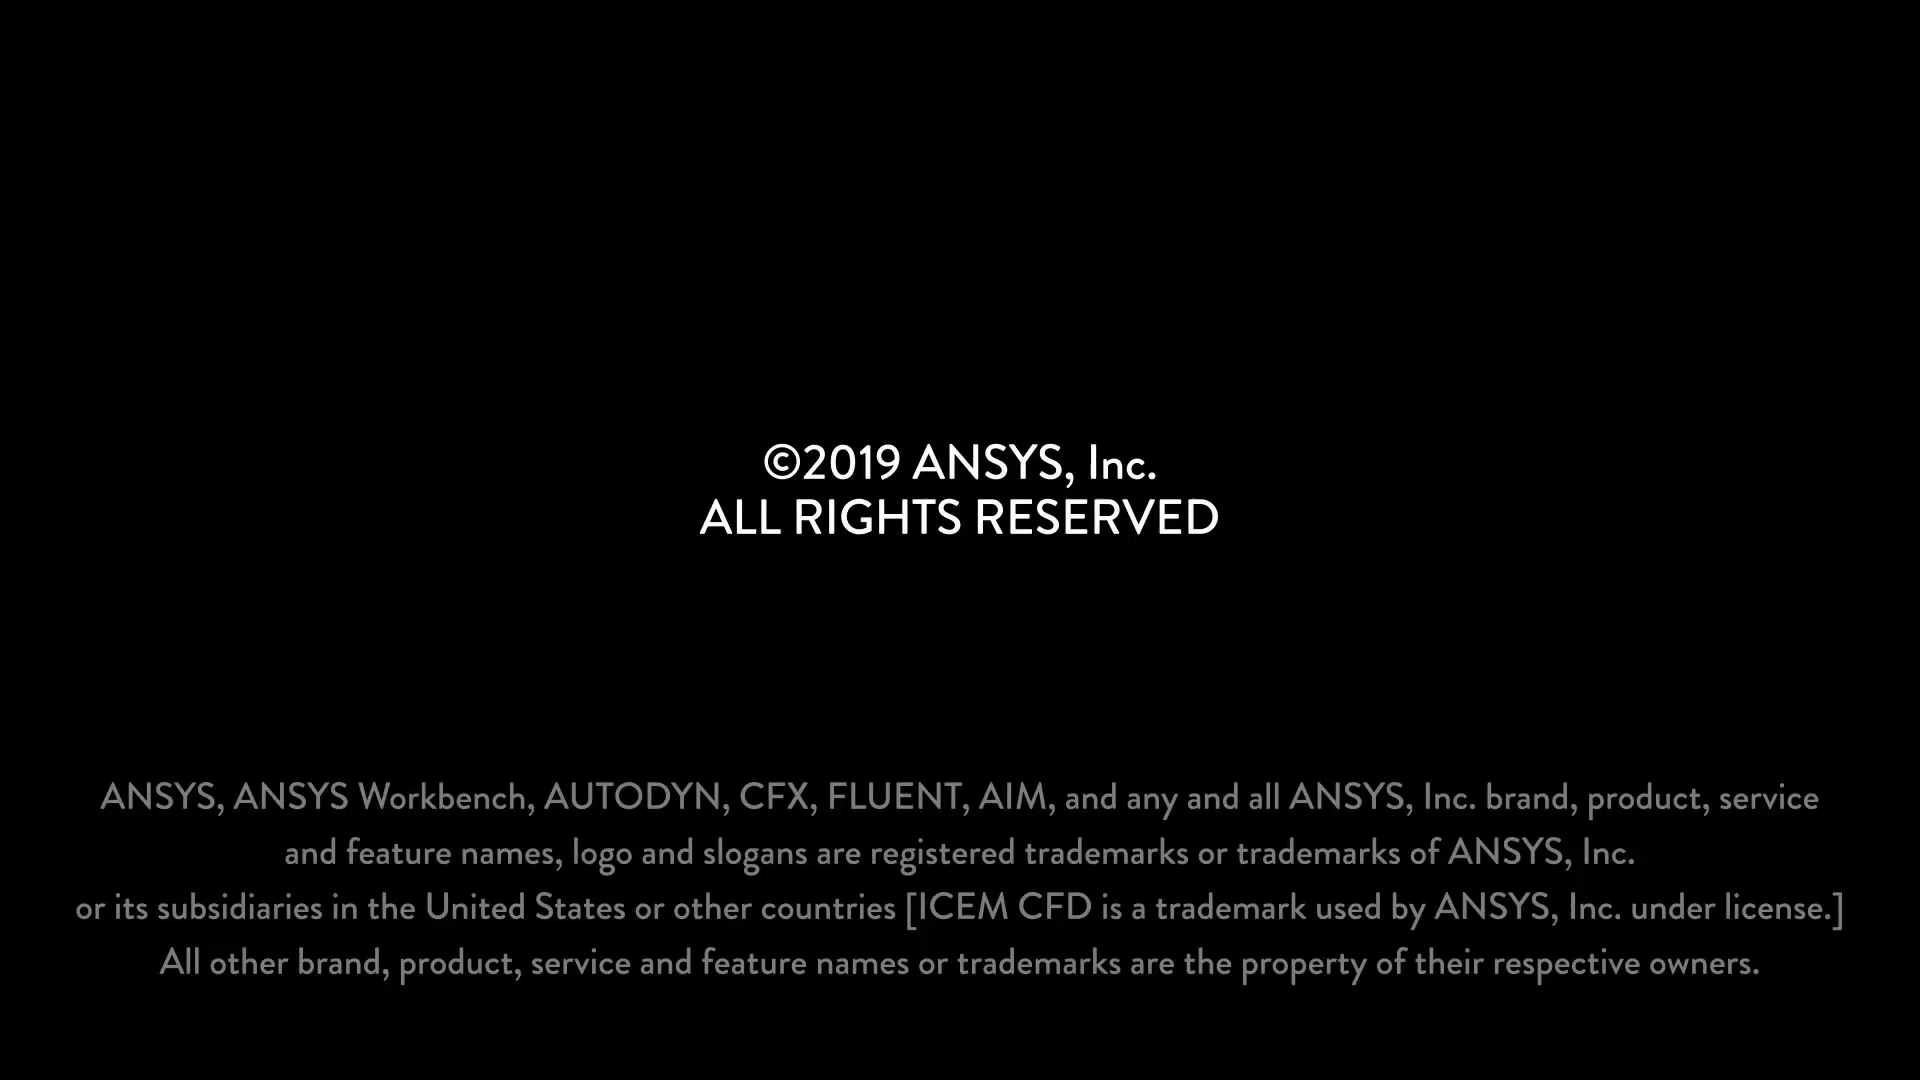 ©2019 ANSYS, Inc.
ALL RIGHTS RESERVED
ANSYS, ANSYS Workbench, AUTODYN, CFX, FLUENT, AIM, and any and all ANSYS, Inc. brand, product, service
and feature names, logo and slogans are registered trademarks or trademarks of ANSYS, Inc.
or its subsidiaries in the United States or other countries [ICEM CFD is a trademark used by ANSYS, Inc. under license.]
All other brand, product, service and feature names or trademarks are the property of their respective owners.